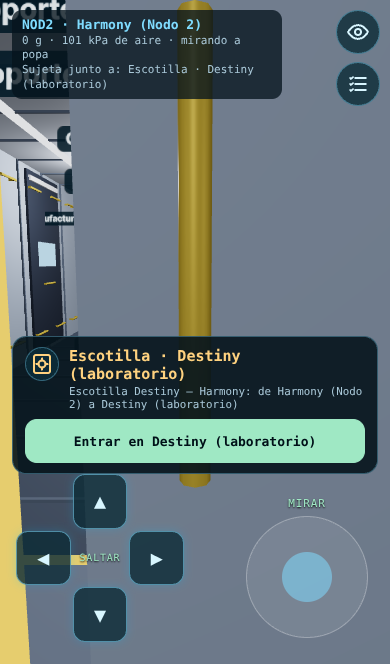 NOD2 · Harmony (Nodo 2)
0 g · 101 kPa de aire · mirando a
popa
Sujeta junto a: Escotilla · Destiny
(laboratorio)
Escotilla · Destiny
(laboratorio)
Escotilla Destiny — Harmony: de Harmony (Nodo
2) a Destiny (laboratorio)
Entrar en Destiny (laboratorio)
SALTAR
MIRAR